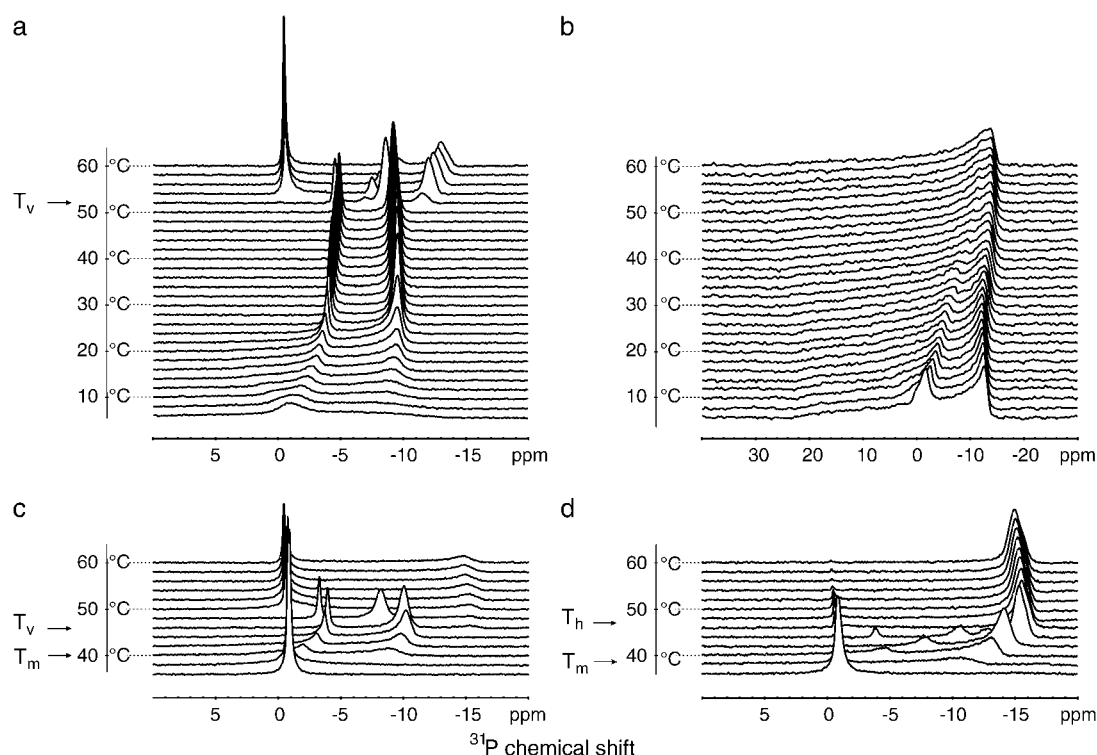 a
b
60 °C
50 °C
40 °C
30 °C
20 °C
10 °C
T_v
5 0 -5 -10 -15 ppm
60 °C
50 °C
40 °C
30 °C
20 °C
10 °C
30 20 10 0 -10 -20 ppm
c
d
60 °C
50 °C
T_v
T_m 40 °C
5 0 -5 -10 -15 ppm
60 °C
50 °C
T_h
T_m 40 °C
5 0 -5 -10 -15 ppm
³¹P chemical shift